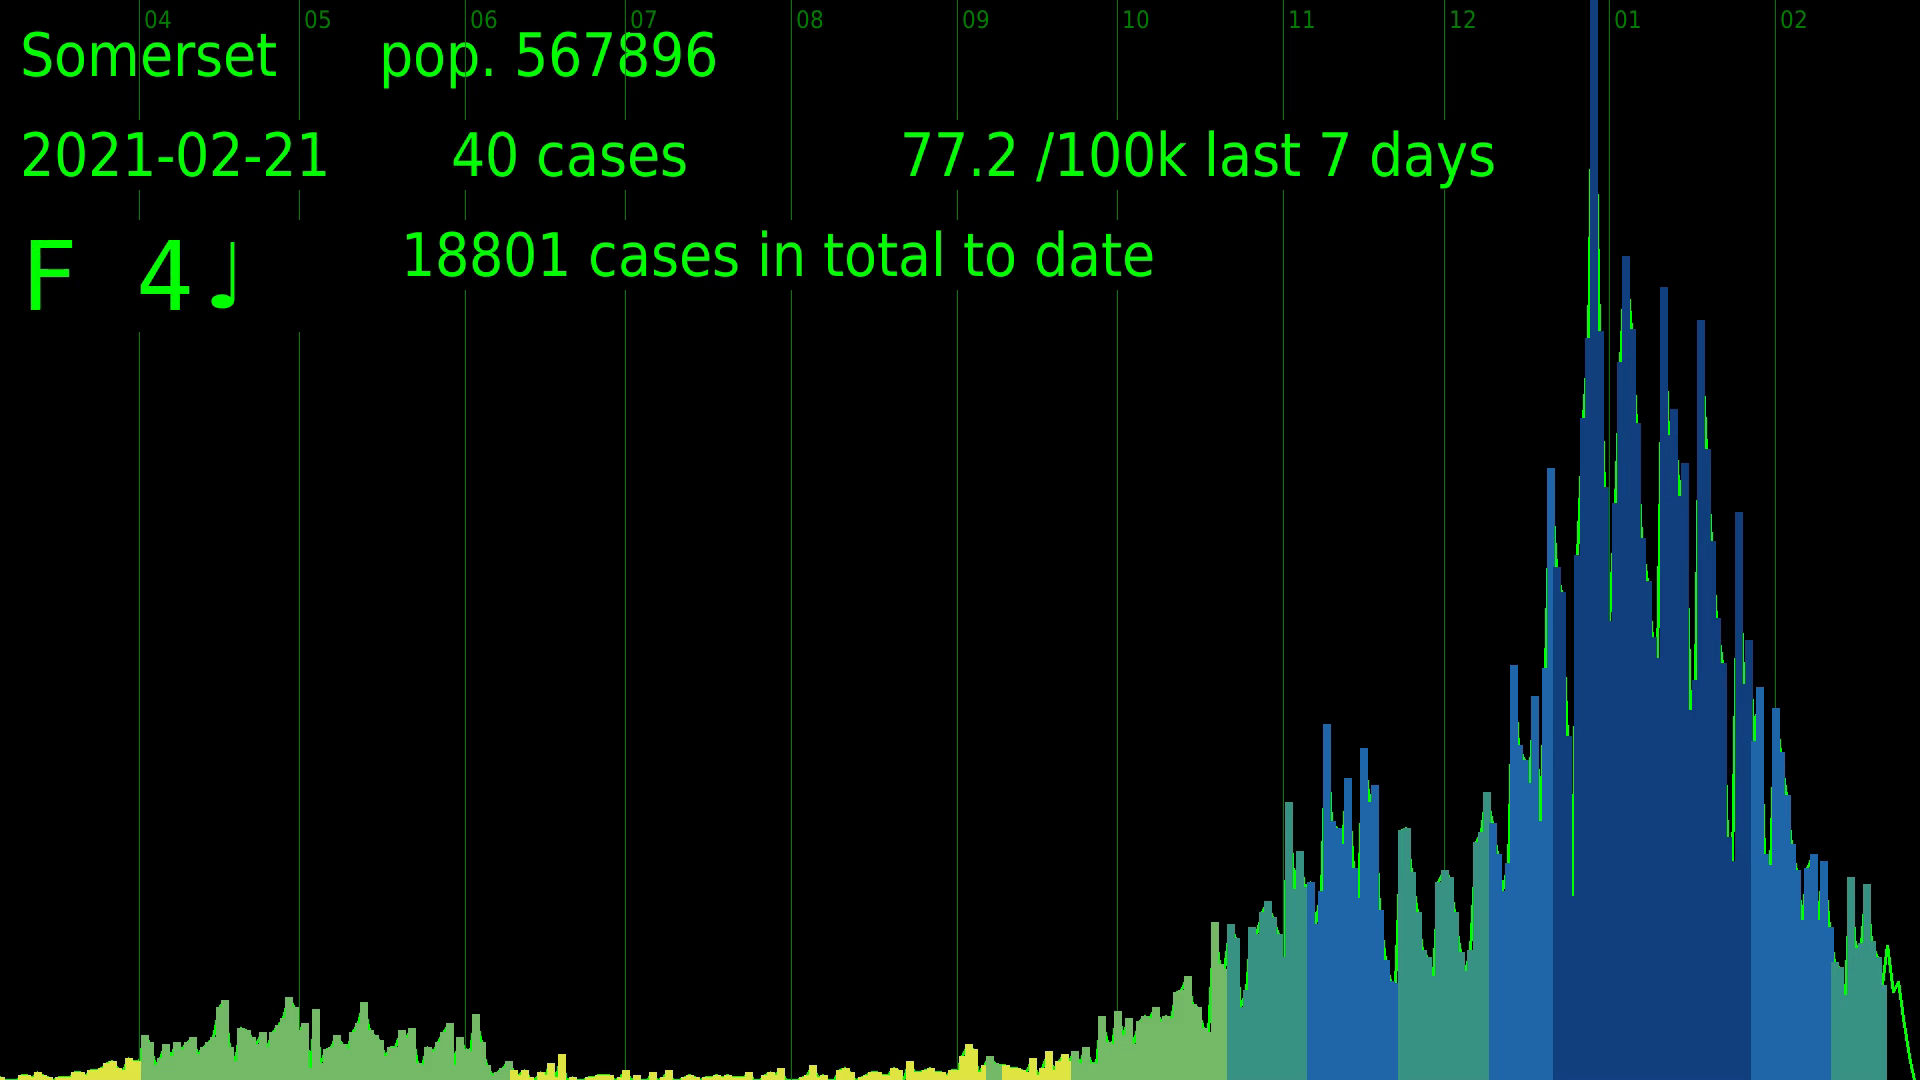 04 05 06 07 08 09 10 11 12 01 02
Somerset pop. 567896
2021-02-21 40 cases 77.2 /100k last 7 days
F 4♩ 18801 cases in total to date